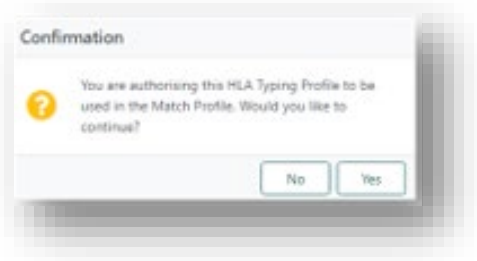 Confirmation
You are authorising this HLA Typing Profile to be
used in the Match Profile. Would you like to
continue?
No
Yes